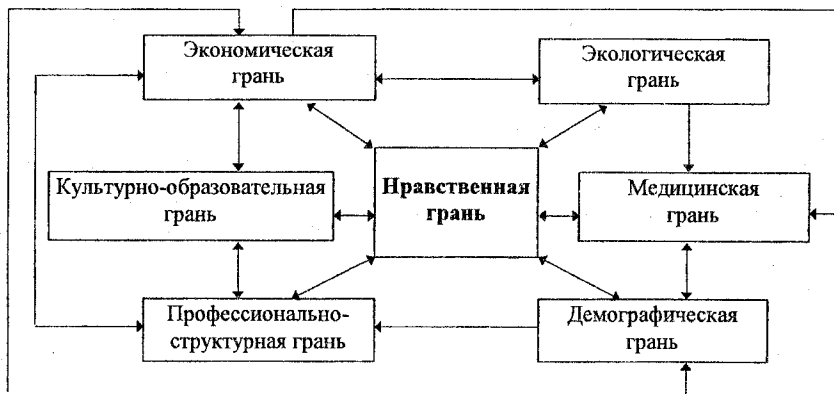 Экономическая
грань
Экологическая
грань
Культурно-образовательная
грань
Нравственная
грань
Медицинская
грань
Профессионально-
структурная грань
Демографическая
грань